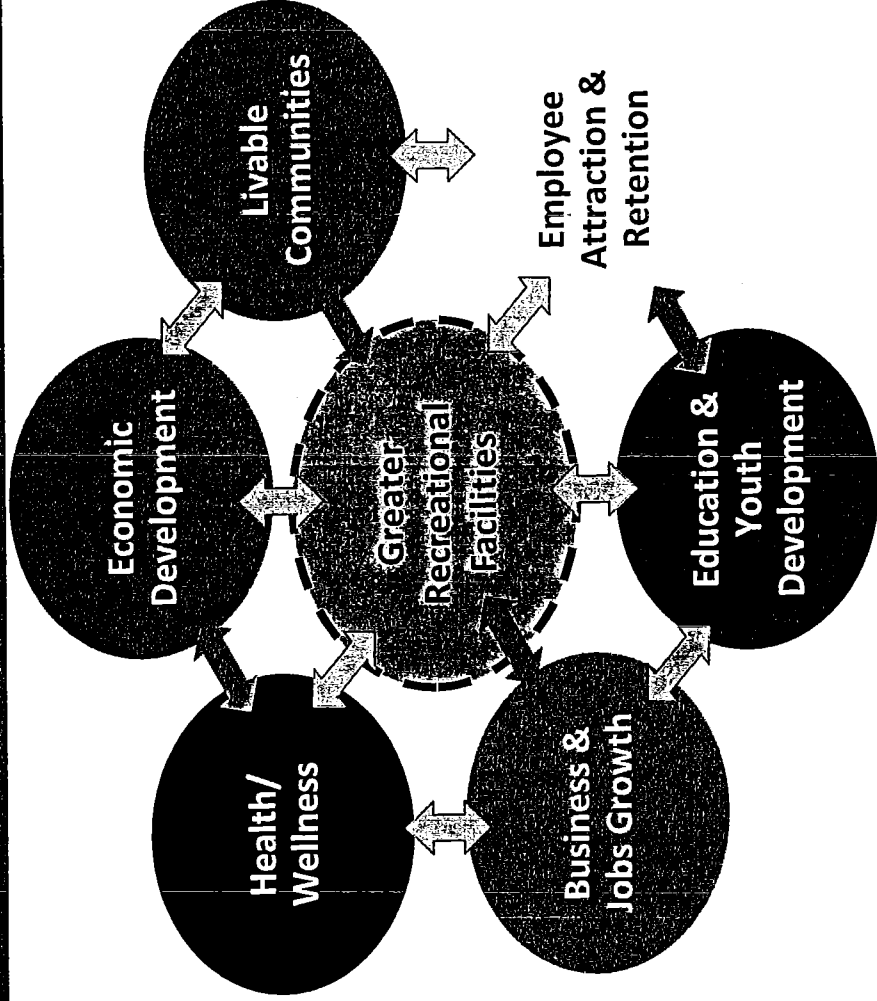 Economic
Development
Health/
Wellness
Livable
Communities
Greater
Recreational
Facilities
Business &
Jobs Growth
Employee
Attraction &
Retention
Education &
Youth
Development